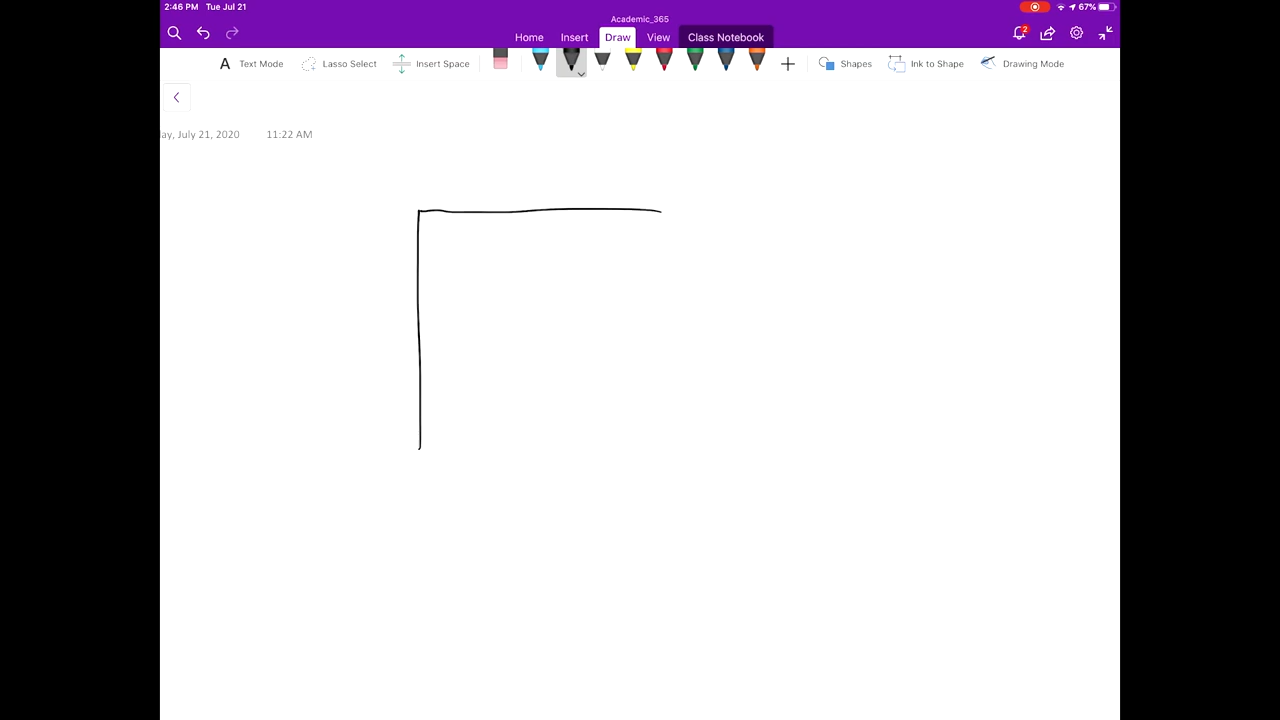 2:46 PM Tue Jul 21
67%
Academic_365
Home Insert Draw View Class Notebook
2
A Text Mode Lasso Select Insert Space Shapes Ink to Shape Drawing Mode
ay, July 21, 2020 11:22 AM